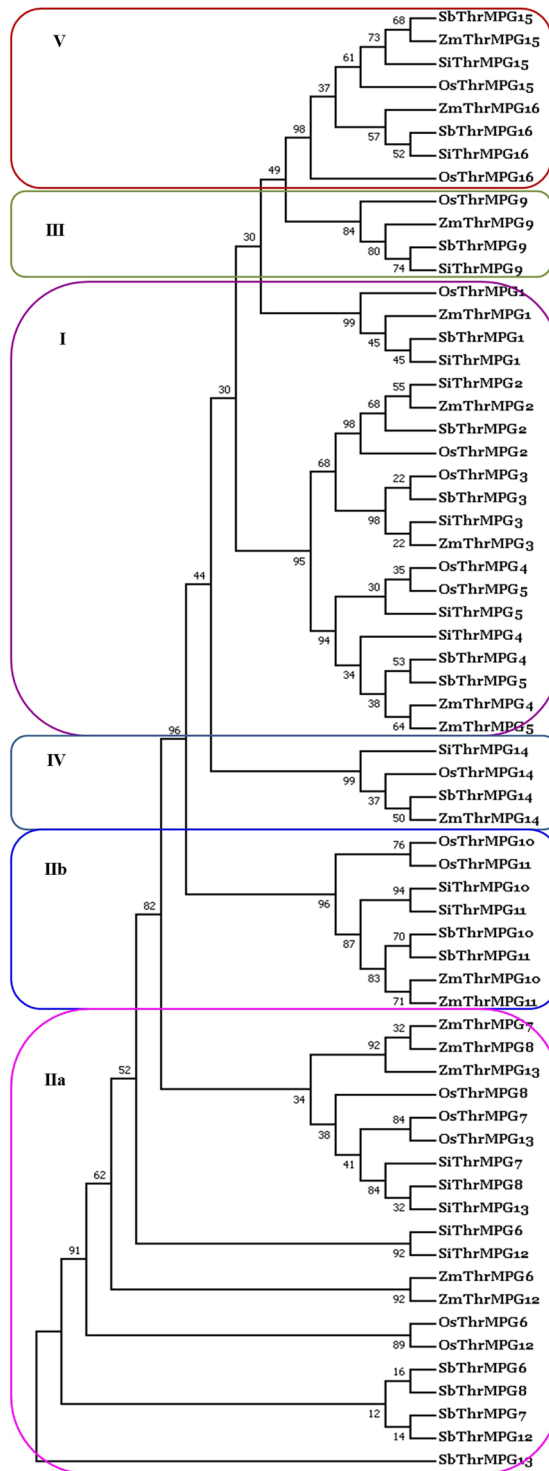 V
68
SbThrMPG15
73
ZmThrMPG15
61
SiThrMPG15
37
OsThrMPG15
ZmThrMPG16
98
57
SbThrMPG16
52
SiThrMPG16
49
OsThrMPG16
III
OsThrMPG9
84
ZmThrMPG9
30
80
SbThrMPG9
74
SiThrMPG9
I
OsThrMPG1
99
ZmThrMPG1
45
SbThrMPG1
45
SiThrMPG1
30
55
SiThrMPG2
68
ZmThrMPG2
98
SbThrMPG2
68
OsThrMPG2
22
OsThrMPG3
SbThrMPG3
98
SiThrMPG3
22
ZmThrMPG3
95
35
OsThrMPG4
44
30
OsThrMPG5
SiThrMPG5
94
SiThrMPG4
34
53
SbThrMPG4
38
SbThrMPG5
ZmThrMPG4
64
ZmThrMPG5
96
IV
SiThrMPG14
99
OsThrMPG14
37
SbThrMPG14
50
ZmThrMPG14
IIb
76
OsThrMPG10
OsThrMPG11
96
94
SiThrMPG10
82
SiThrMPG11
87
70
SbThrMPG10
83
SbThrMPG11
ZmThrMPG10
71
ZmThrMPG11
IIa
32
ZmThrMPG7
92
ZmThrMPG8
52
ZmThrMPG13
34
OsThrMPG8
38
84
OsThrMPG7
41
OsThrMPG13
62
SiThrMPG7
84
SiThrMPG8
32
SiThrMPG13
SiThrMPG6
91
92
SiThrMPG12
ZmThrMPG6
92
ZmThrMPG12
OsThrMPG6
89
OsThrMPG12
16
SbThrMPG6
SbThrMPG8
12
SbThrMPG7
14
SbThrMPG12
SbThrMPG13